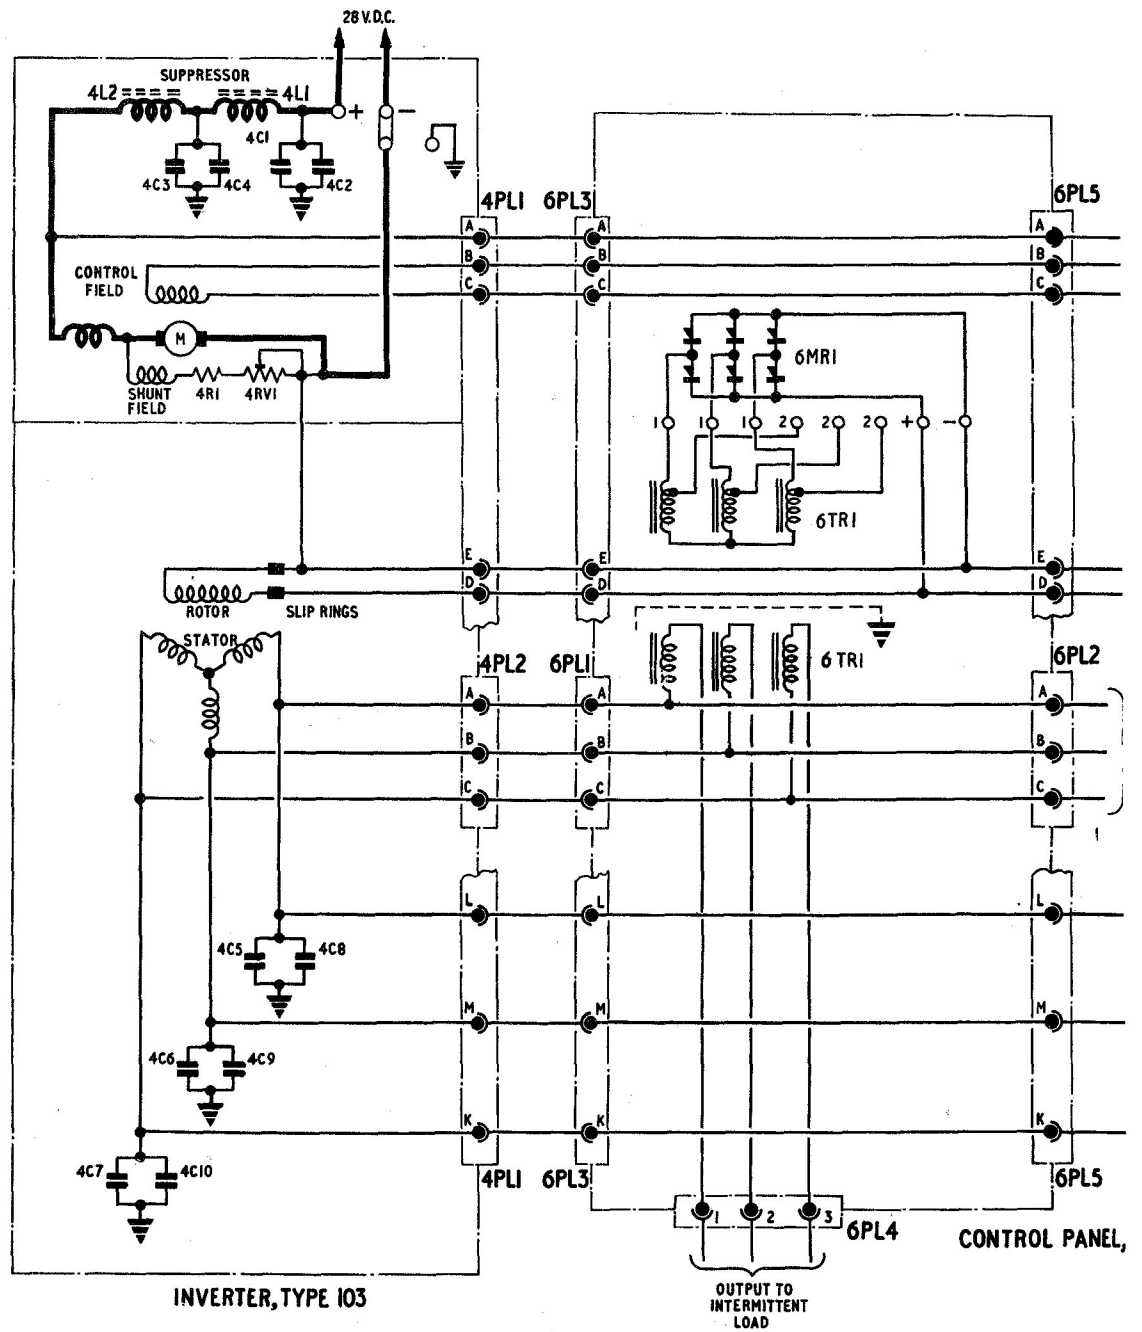 28 V.D.C.
SUPPRESSOR
4L2
4L1
+
−
4C1
4C3
4C4
4C2
4PL1
6PL3
6PL5
A
A
A
B
B
B
C
C
C
CONTROL
FIELD
M
SHUNT
FIELD
4R1
4RV1
6MR1
1
1
1
2
2
2
+
−
6TR1
E
E
E
D
D
D
ROTOR
SLIP RINGS
STATOR
6TR1
4PL2
6PL1
6PL2
A
A
A
B
B
B
C
C
C
L
L
L
4C5
4C8
M
M
M
4C6
4C9
K
K
K
4C7
4C10
4PL1
6PL3
6PL5
1
2
3
6PL4
CONTROL PANEL,
OUTPUT TO
INTERMITTENT
LOAD
INVERTER, TYPE 103